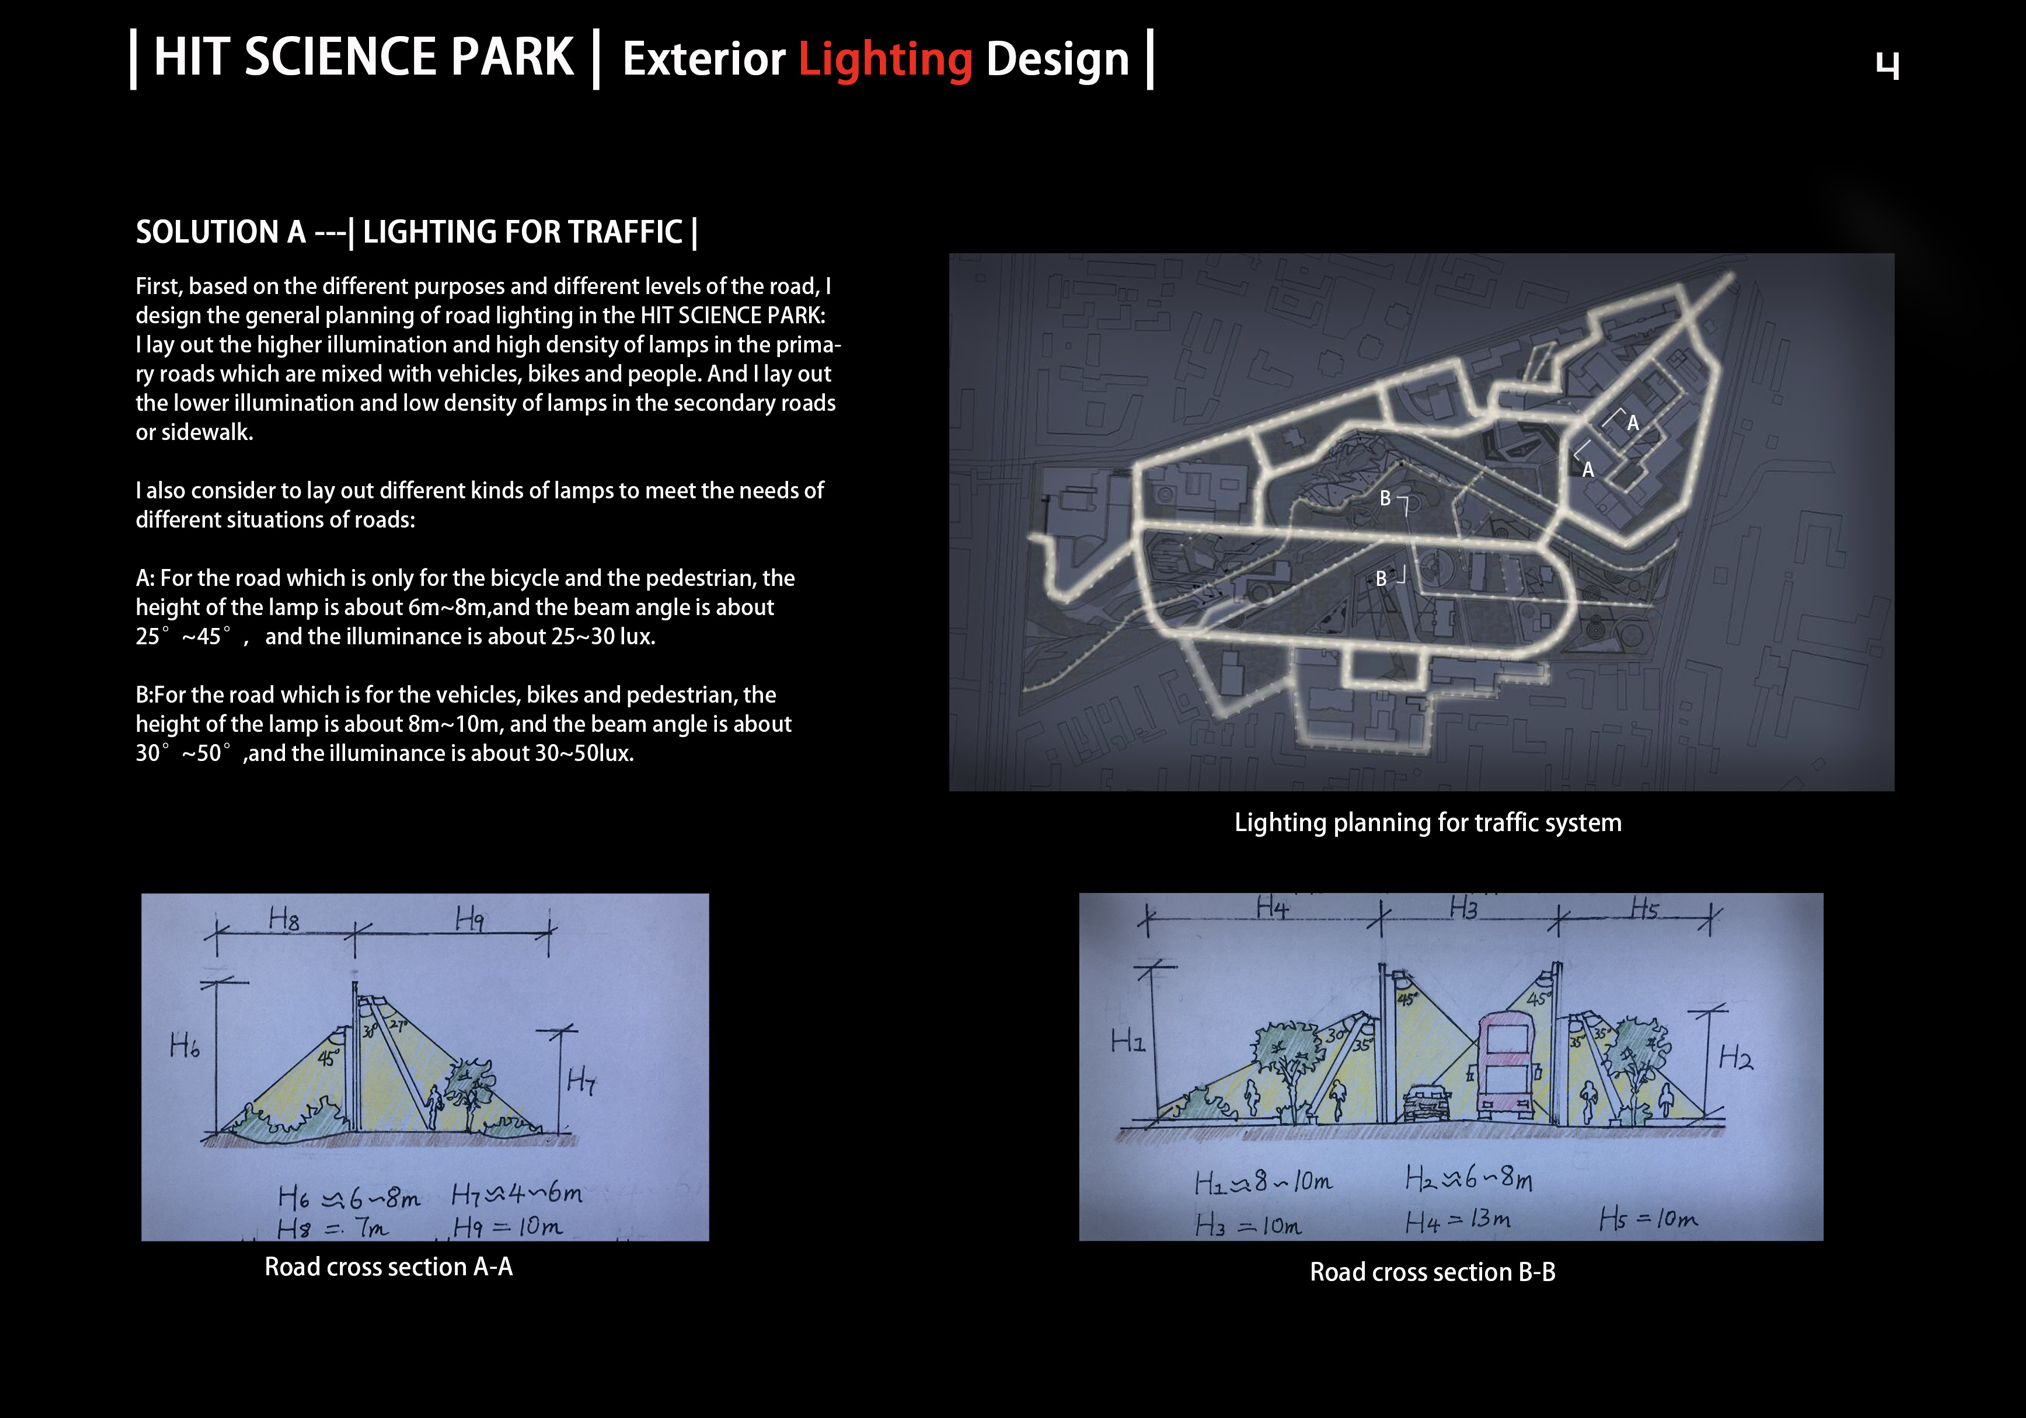 | HIT SCIENCE PARK | Exterior Lighting Design |
4
SOLUTION A ---| LIGHTING FOR TRAFFIC |
First, based on the different purposes and different levels of the road, I
design the general planning of road lighting in the HIT SCIENCE PARK:
I lay out the higher illumination and high density of lamps in the prima-
ry roads which are mixed with vehicles, bikes and people. And I lay out
the lower illumination and low density of lamps in the secondary roads
or sidewalk.
I also consider to lay out different kinds of lamps to meet the needs of
different situations of roads:
A: For the road which is only for the bicycle and the pedestrian, the
height of the lamp is about 6m~8m,and the beam angle is about
25°~45°, and the illuminance is about 25~30 lux.
B:For the road which is for the vehicles, bikes and pedestrian, the
height of the lamp is about 8m~10m, and the beam angle is about
30°~50°,and the illuminance is about 30~50lux.
A
A
B
B
Lighting planning for traffic system
H8 H9
H6
45° 30° 27°
H7
H6≈6~8m H7≈4~6m
H8=7m H9=10m
Road cross section A-A
H4 H3 H5
H1
30° 35° 45° 45° 35° 35°
H2
H1≈8~10m H2≈6~8m
H3=10m H4=13m H5=10m
Road cross section B-B